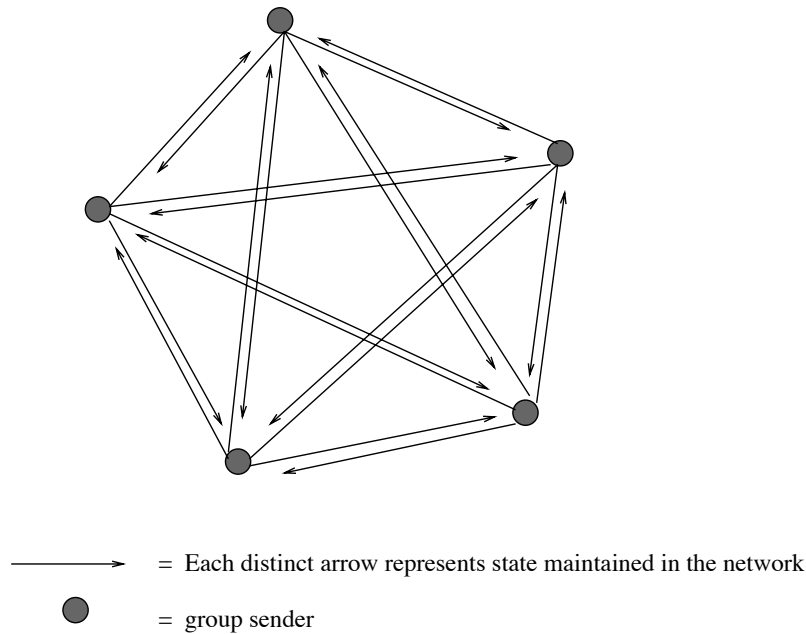 = Each distinct arrow represents state maintained in the network
= group sender